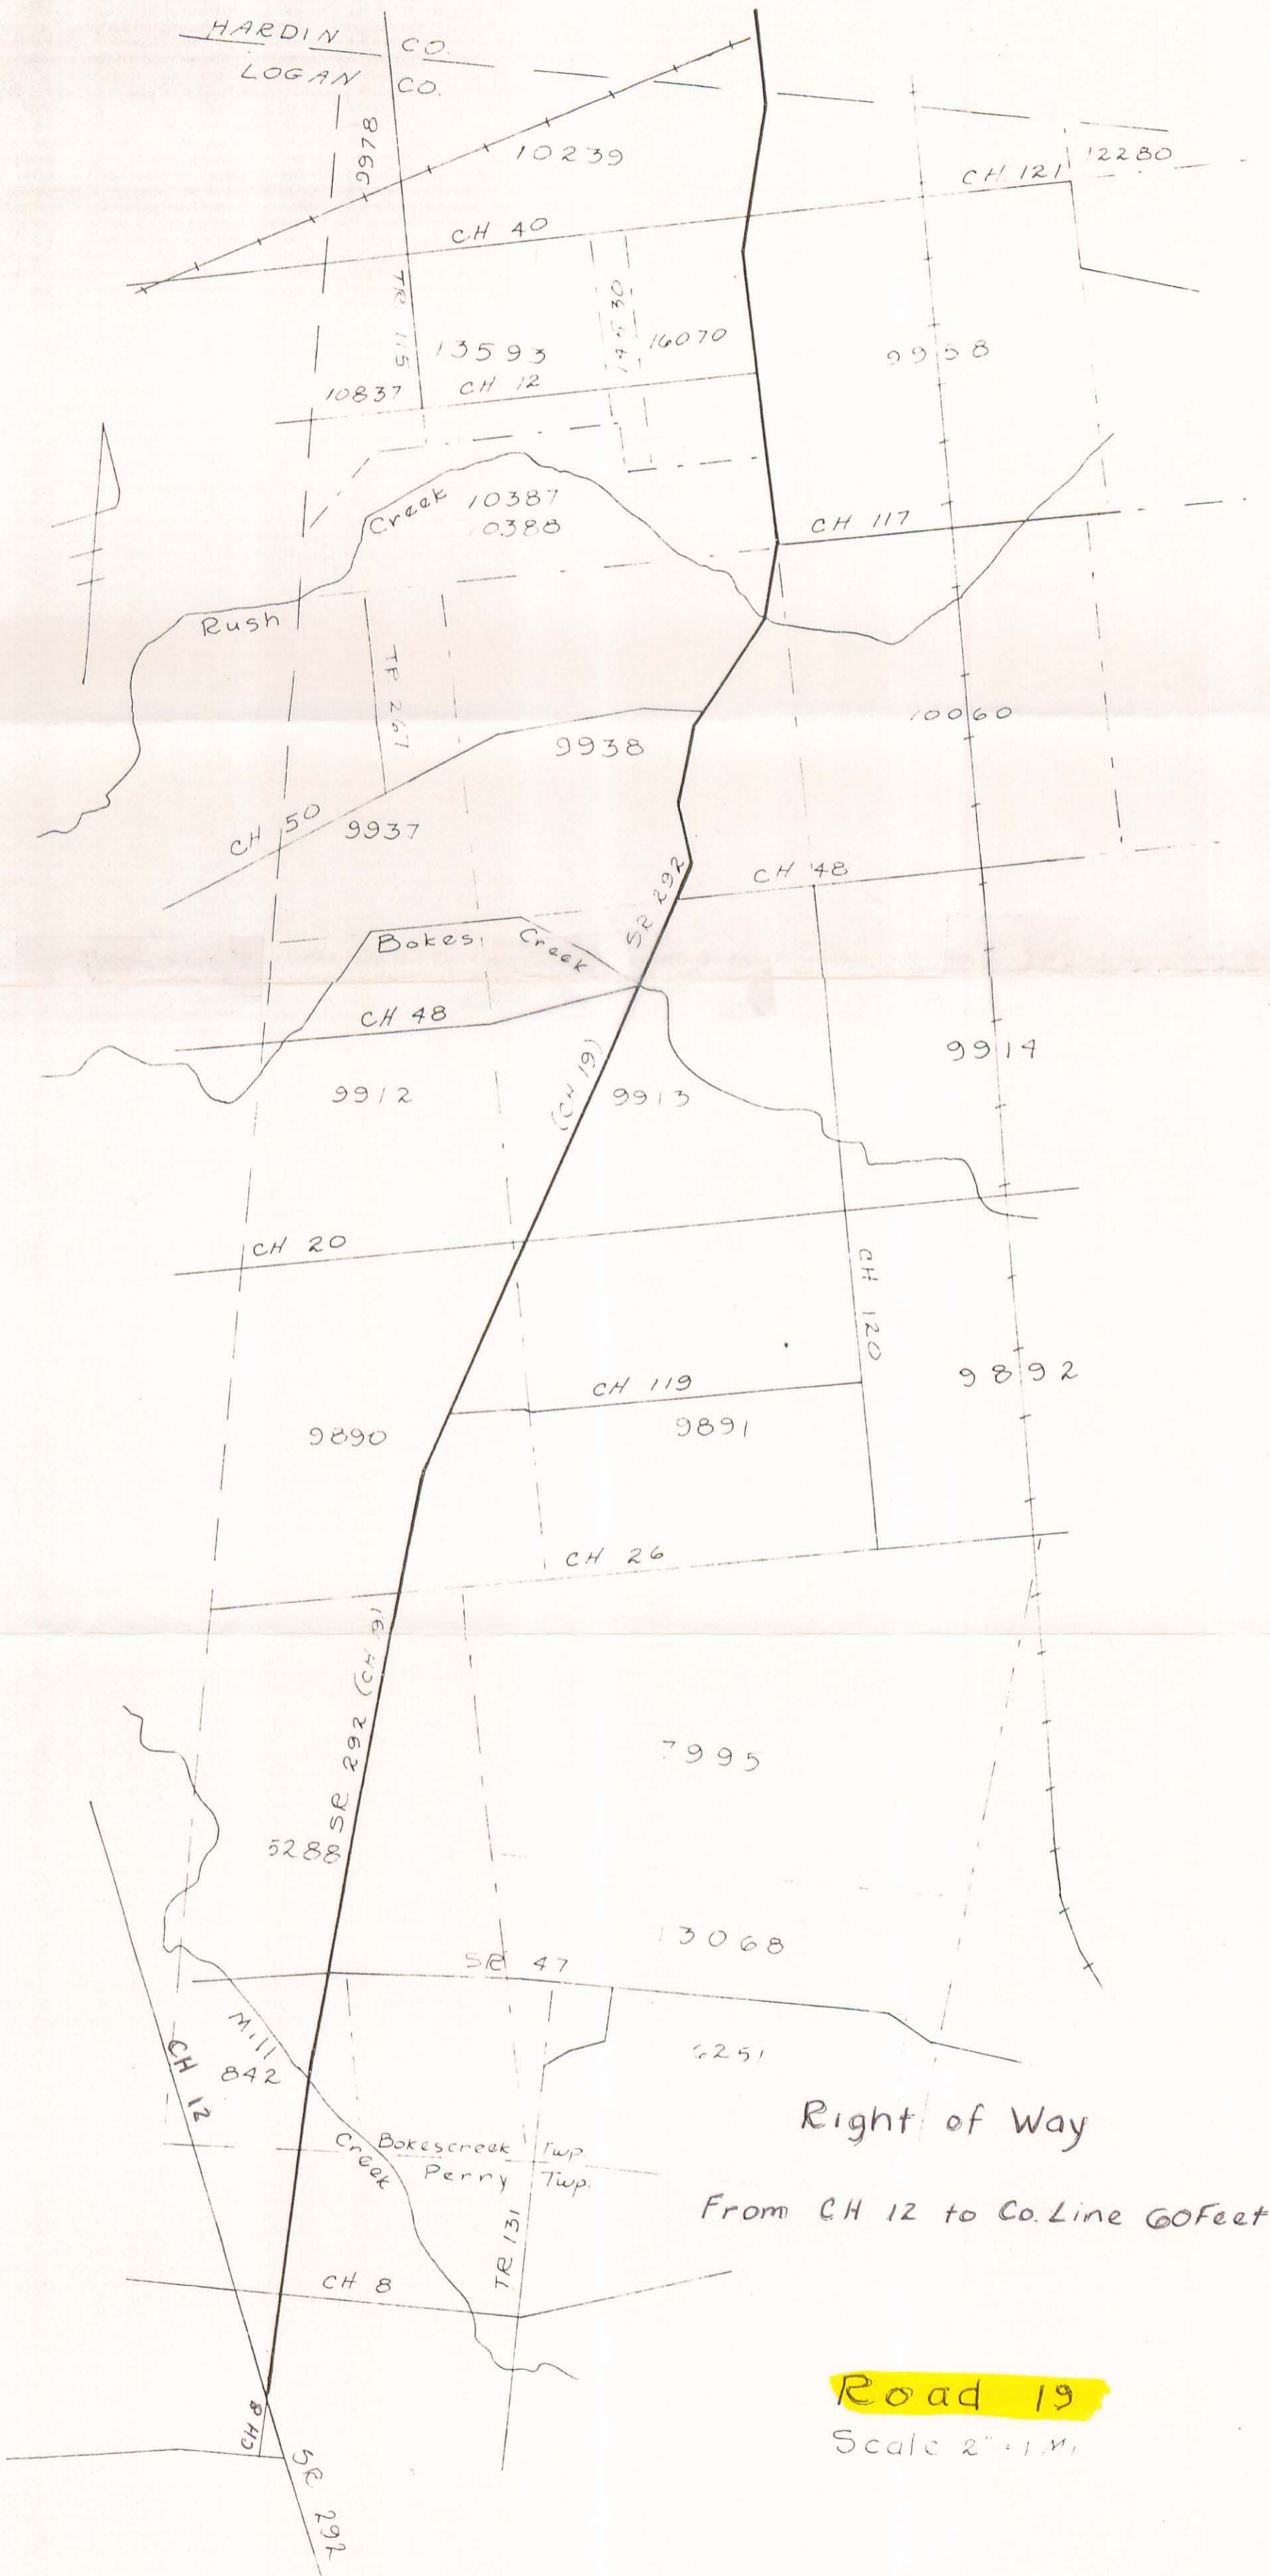 HARDIN CO.
LOGAN CO.
9978
10239
12280
CH 121
CH 40
TR 115
13593
14530
16070
9958
10837
CH 12
Creek
10387
10388
CH 117
Rush
TR 267
10060
9938
CH 50
9937
SR 292
CH 48
Bokes Creek
CH 48
9914
9912
(CH 19)
9913
CH 20
CH 120
CH 119
9892
9890
9891
CH 26
SR 292 (CH 19)
7995
5288
13068
SR 47
Mill
6251
CH 12
842
Right of Way
Creek
Bokescreek Twp.
Perry Twp.
From CH 12 to Co. Line 60 Feet
TR 131
CH 8
Road 19
CH 8
Scale 2" = 1 Mi
SR 292